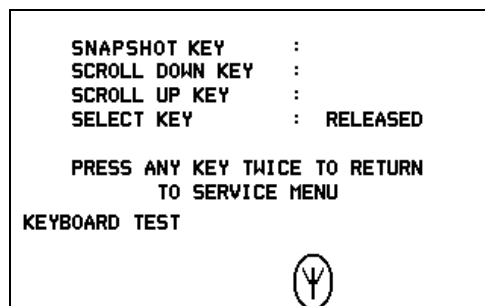 SNAPSHOT KEY :
SCROLL DOWN KEY :
SCROLL UP KEY :
SELECT KEY : RELEASED
PRESS ANY KEY TWICE TO RETURN
TO SERVICE MENU
KEYBOARD TEST